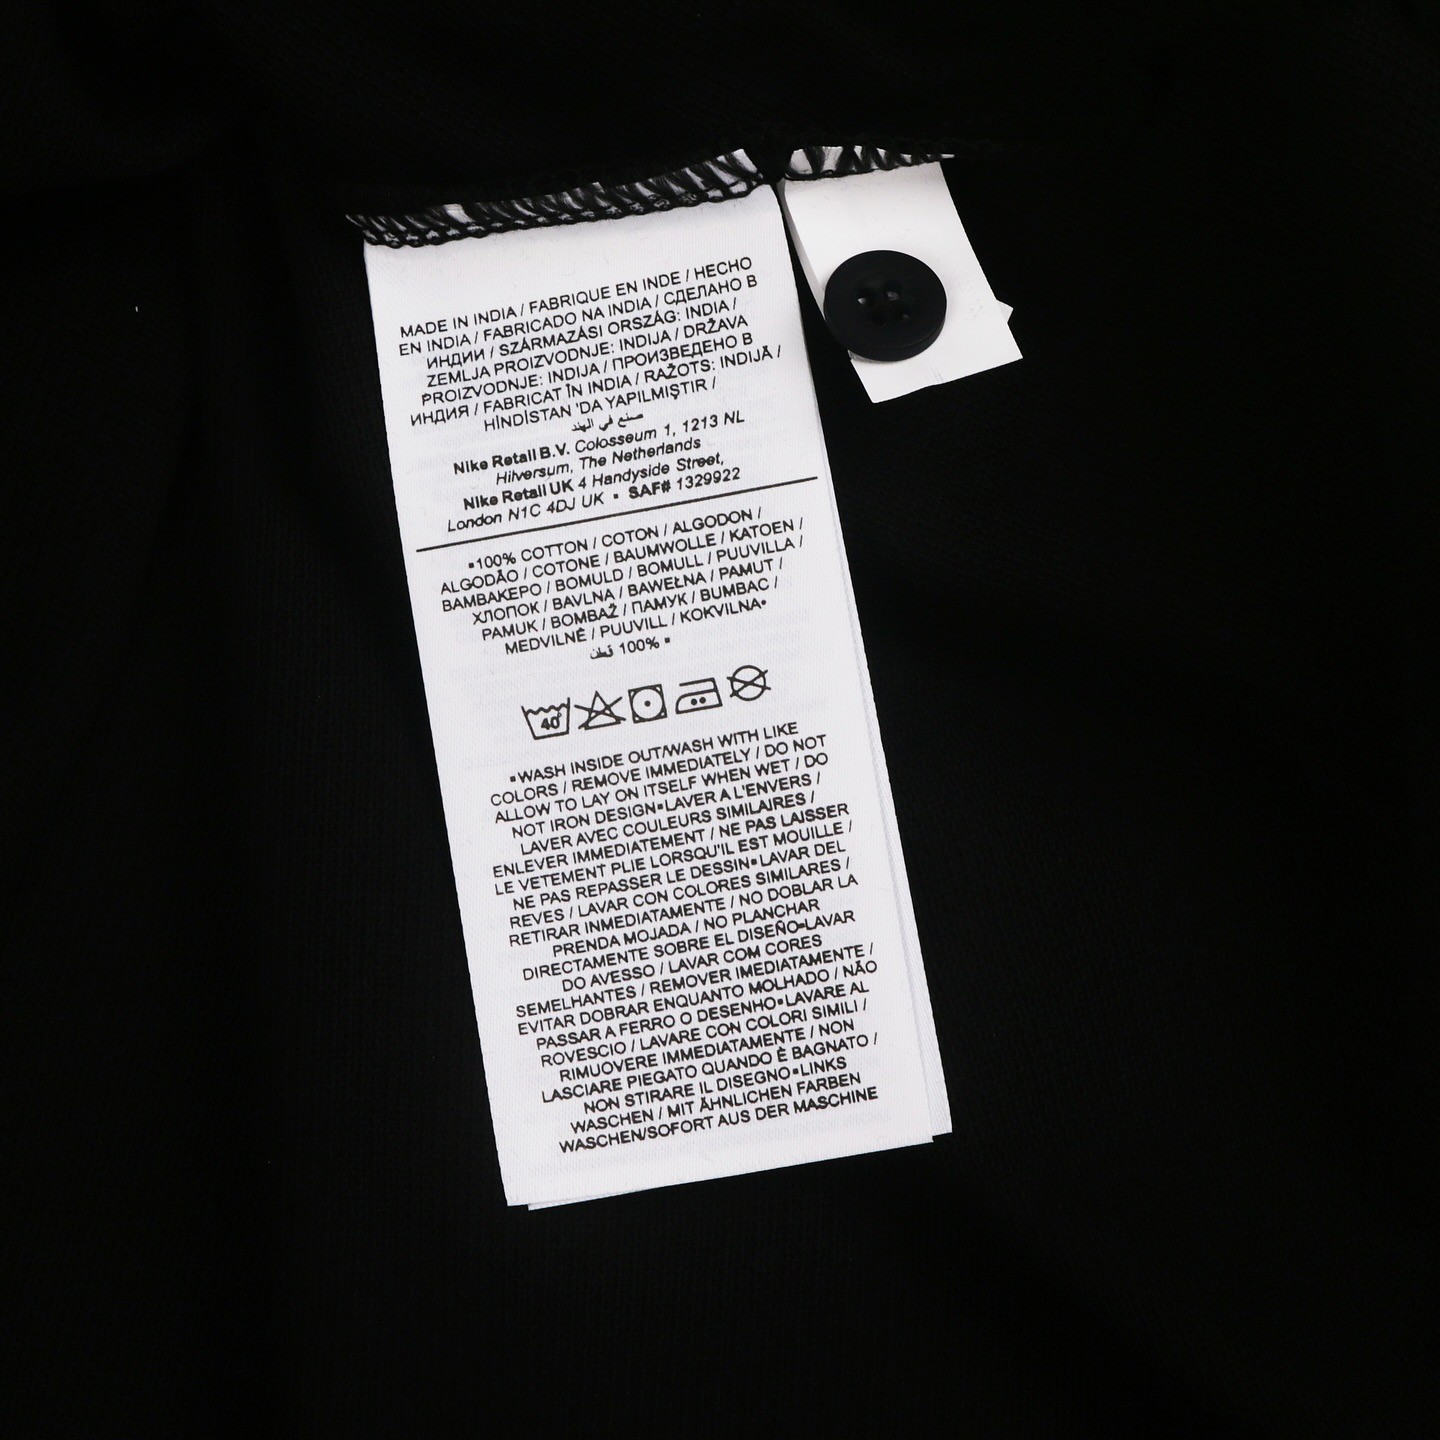 MADE IN INDIA / FABRIQUE EN INDE / HECHO
EN INDIA / FABRICADO NA INDIA / СДЕЛАНО В
ИНДИИ / SZÁRMAZÁSI ORSZÁG: INDIA /
ZEMLJA PROIZVODNJE: INDIJA / DRŽAVA
PROIZVODNJE: INDIJA / ПРОИЗВЕДЕНО В
ИНДИЯ / FABRICAT ÎN INDIA / RAŽOTS: INDIJĀ /
HİNDİSTAN 'DA YAPILMIŞTIR /
صنع في الهند
Nike Retail B.V. Colosseum 1, 1213 NL
Hilversum, The Netherlands
Nike Retail UK 4 Handyside Street,
London N1C 4DJ UK ▪ SAF# 1329922
▪100% COTTON / COTON / ALGODON /
ALGODÃO / COTONE / BAUMWOLLE / KATOEN /
ΒΑΜΒΑΚΕΡΟ / BOMULD / BOMULL / PUUVILLA /
ХЛОПОК / BAVLNA / BAWEŁNA / PAMUT /
PAMUK / BOMBAŽ / ПАМУК / BUMBAC /
MEDVILNĖ / PUUVILL / KOKVILNA▪
قطن 100% ▪
40°
▪WASH INSIDE OUT/WASH WITH LIKE
COLORS / REMOVE IMMEDIATELY / DO NOT
ALLOW TO LAY ON ITSELF WHEN WET / DO
NOT IRON DESIGN▪LAVER A L'ENVERS /
LAVER AVEC COULEURS SIMILAIRES /
ENLEVER IMMEDIATEMENT / NE PAS LAISSER
LE VETEMENT PLIE LORSQU'IL EST MOUILLE /
NE PAS REPASSER LE DESSIN▪LAVAR DEL
REVES / LAVAR CON COLORES SIMILARES /
RETIRAR INMEDIATAMENTE / NO DOBLAR LA
PRENDA MOJADA / NO PLANCHAR
DIRECTAMENTE SOBRE EL DISEÑO▪LAVAR
DO AVESSO / LAVAR COM CORES
SEMELHANTES / REMOVER IMEDIATAMENTE /
EVITAR DOBRAR ENQUANTO MOLHADO / NÃO
PASSAR A FERRO O DESENHO▪LAVARE AL
ROVESCIO / LAVARE CON COLORI SIMILI /
RIMUOVERE IMMEDIATAMENTE / NON
LASCIARE PIEGATO QUANDO È BAGNATO /
NON STIRARE IL DISEGNO▪LINKS
WASCHEN / MIT ÄHNLICHEN FARBEN
WASCHEN/SOFORT AUS DER MASCHINE